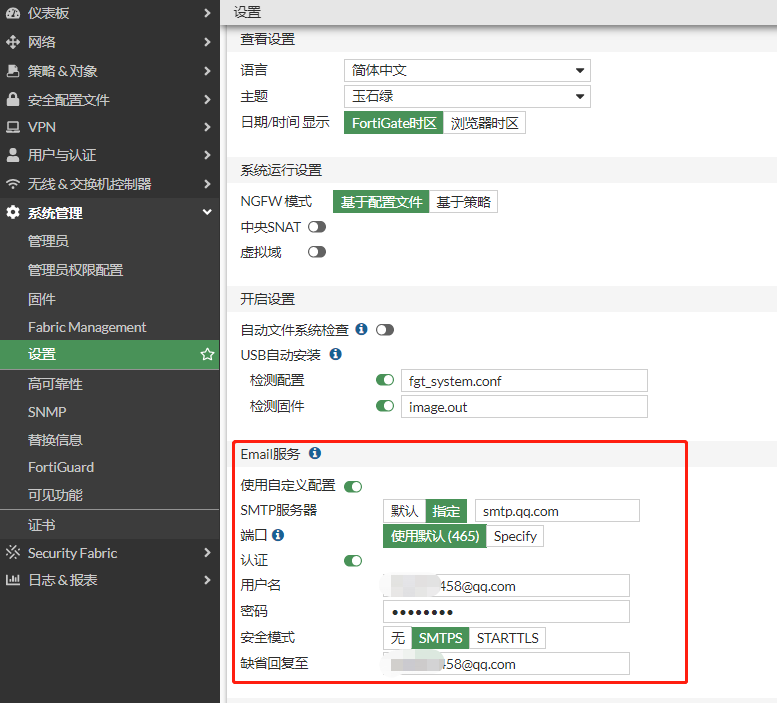 仪表板
网络
策略 & 对象
安全配置文件
VPN
用户与认证
无线 & 交换机控制器
系统管理
管理员
管理员权限配置
固件
Fabric Management
设置
高可靠性
SNMP
替换信息
FortiGuard
可见功能
证书
Security Fabric
日志 & 报表
设置
查看设置
语言 简体中文
主题 玉石绿
日期/时间 显示 FortiGate时区 浏览器时区
系统运行设置
NGFW 模式 基于配置文件 基于策略
中央SNAT
虚拟域
开启设置
自动文件系统检查
USB自动安装
检测配置 fgt_system.conf
检测固件 image.out
Email服务
使用自定义配置
SMTP服务器 默认 指定 smtp.qq.com
端口 使用默认 (465) Specify
认证
用户名 458@qq.com
密码 ••••••••
安全模式 无 SMTPS STARTTLS
缺省回复至 458@qq.com